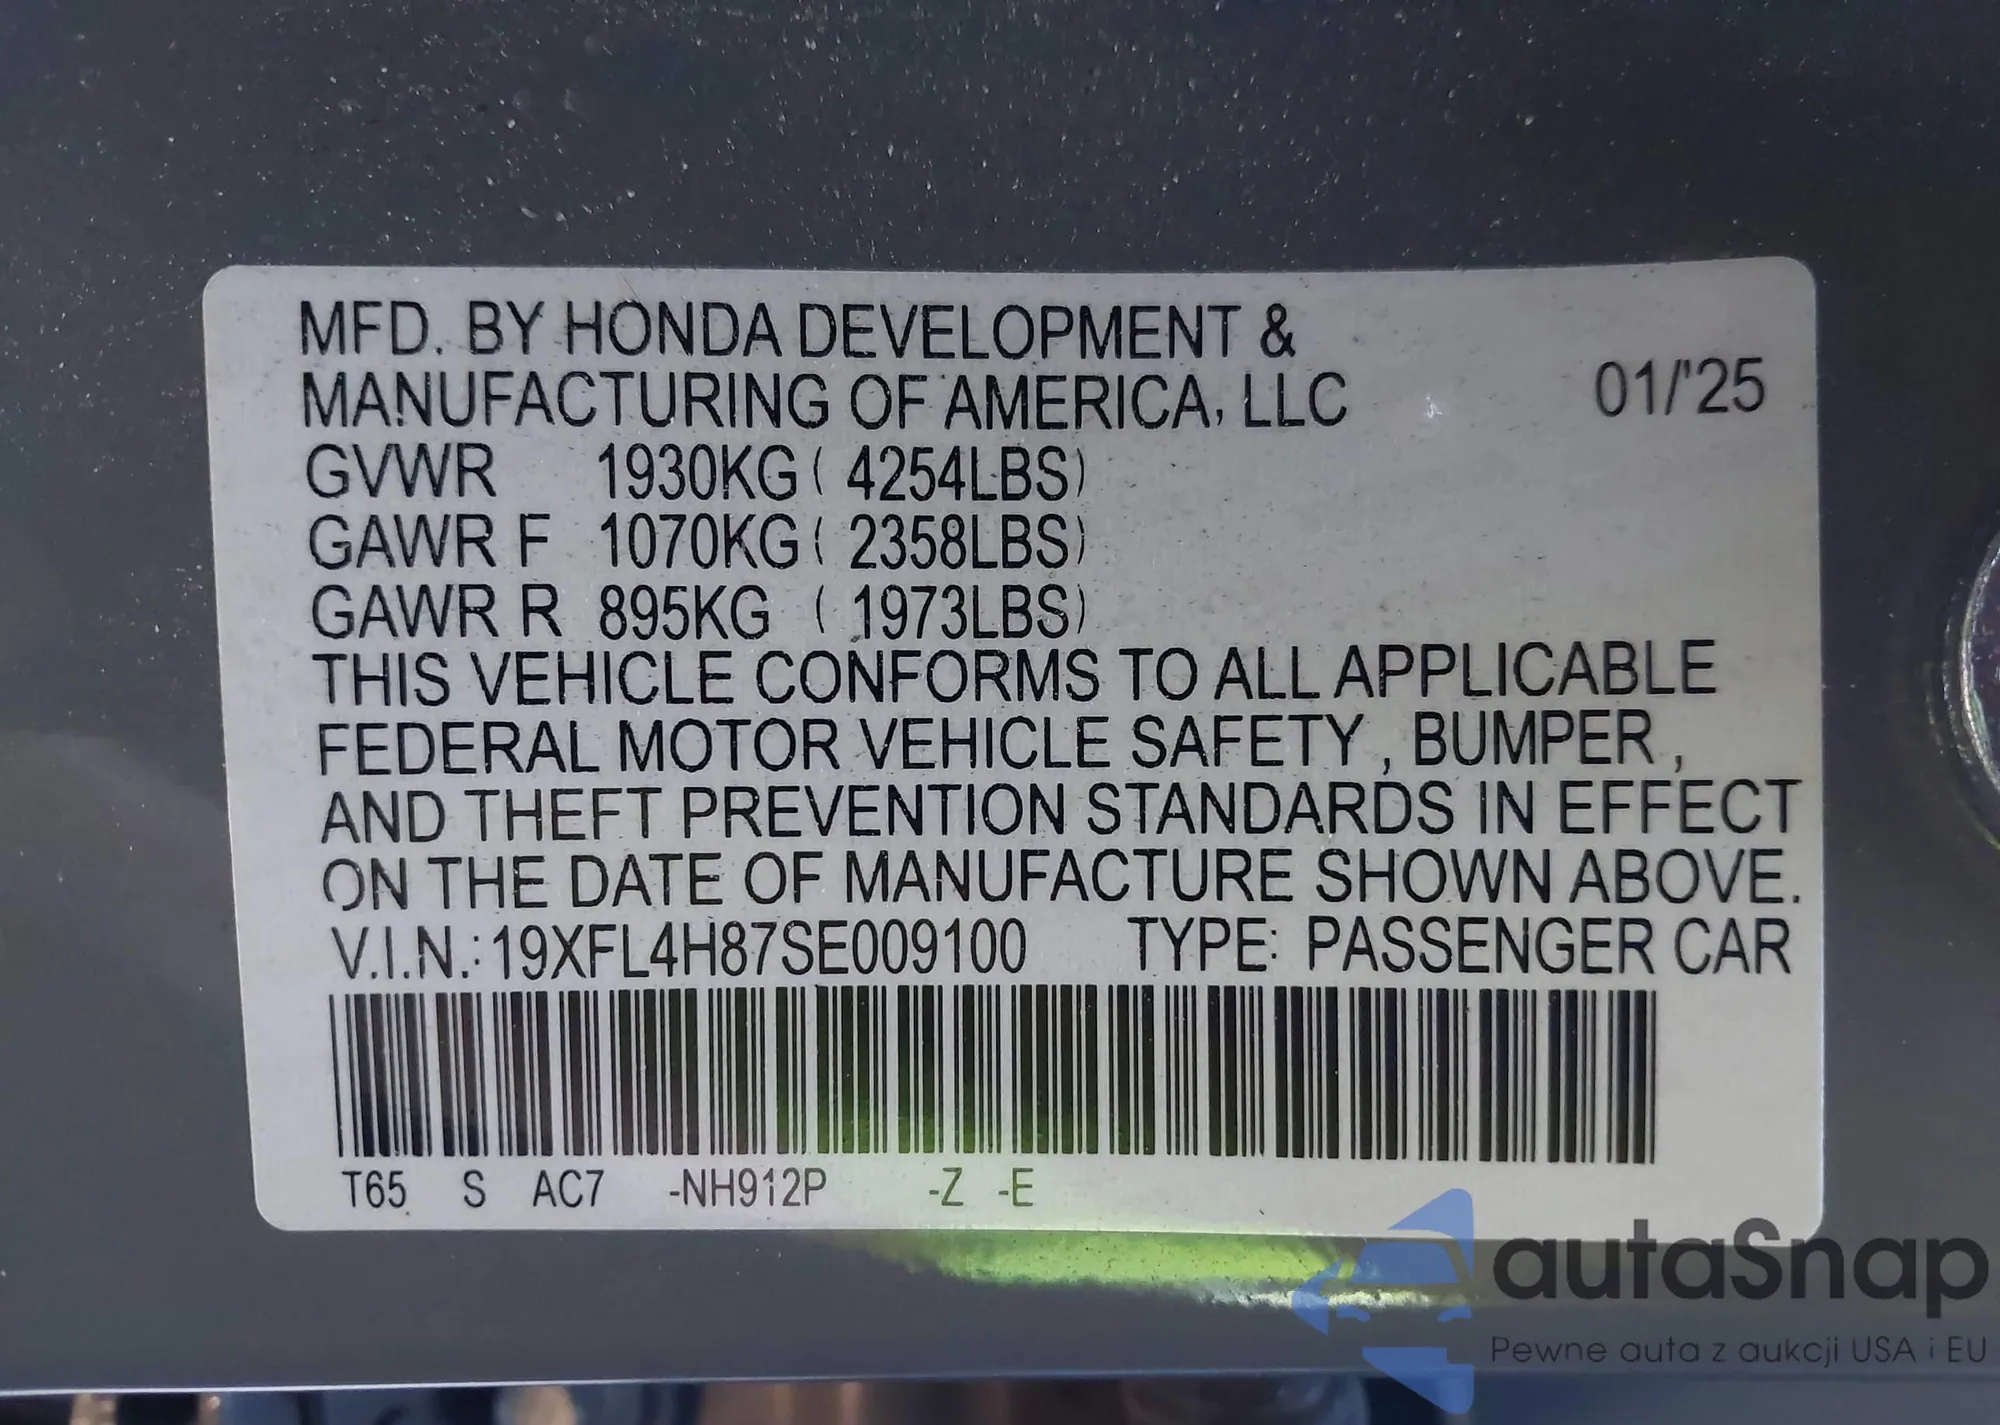 MFD. BY HONDA DEVELOPMENT &
MANUFACTURING OF AMERICA, LLC 01/'25
GVWR 1930KG ( 4254LBS)
GAWR F 1070KG ( 2358LBS)
GAWR R 895KG ( 1973LBS)
THIS VEHICLE CONFORMS TO ALL APPLICABLE
FEDERAL MOTOR VEHICLE SAFETY , BUMPER ,
AND THEFT PREVENTION STANDARDS IN EFFECT
ON THE DATE OF MANUFACTURE SHOWN ABOVE.
V.I.N.: 19XFL4H87SE009100 TYPE: PASSENGER CAR
T65 S AC7 -NH912P -Z -E
autaSnap
Pewne auta z aukcji USA i EU